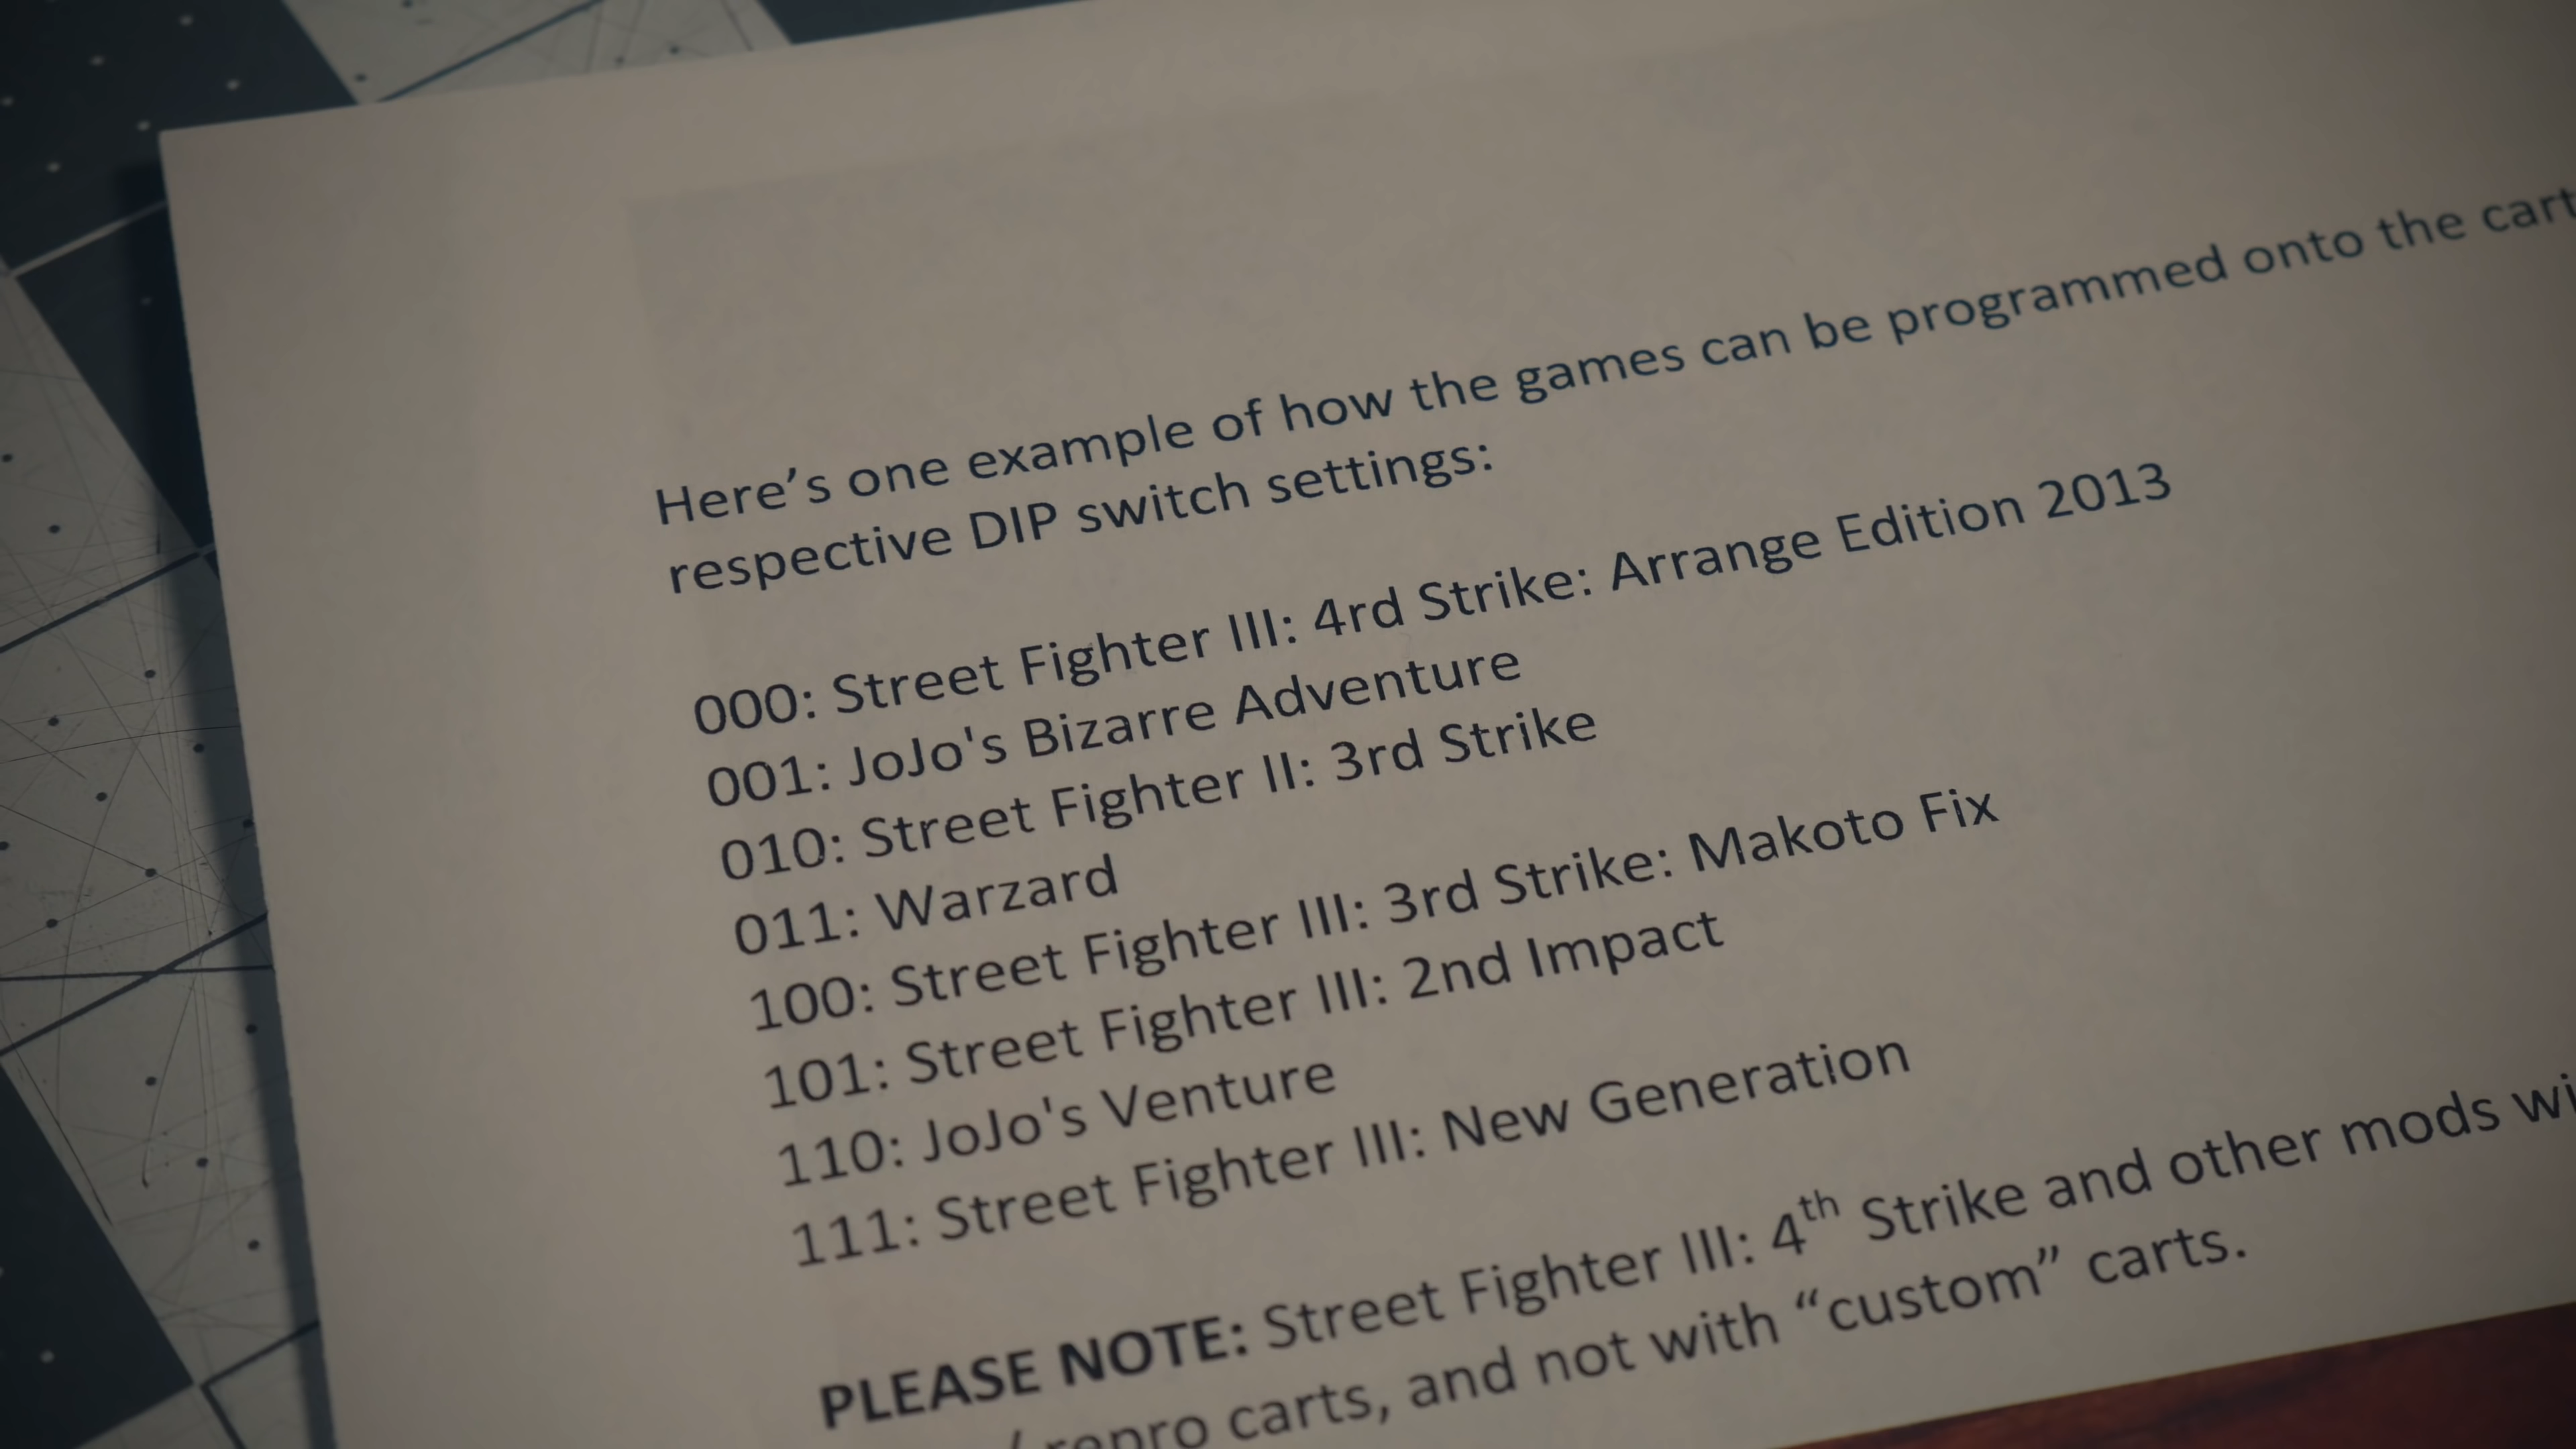 Here’s one example of how the games can be programmed onto the cart
respective DIP switch settings:
000: Street Fighter III: 4rd Strike: Arrange Edition 2013
001: JoJo's Bizarre Adventure
010: Street Fighter II: 3rd Strike
011: Warzard
100: Street Fighter III: 3rd Strike: Makoto Fix
101: Street Fighter III: 2nd Impact
110: JoJo's Venture
111: Street Fighter III: New Generation
PLEASE NOTE: Street Fighter III: 4th Strike and other mods
/ repro carts, and not with “custom” carts.